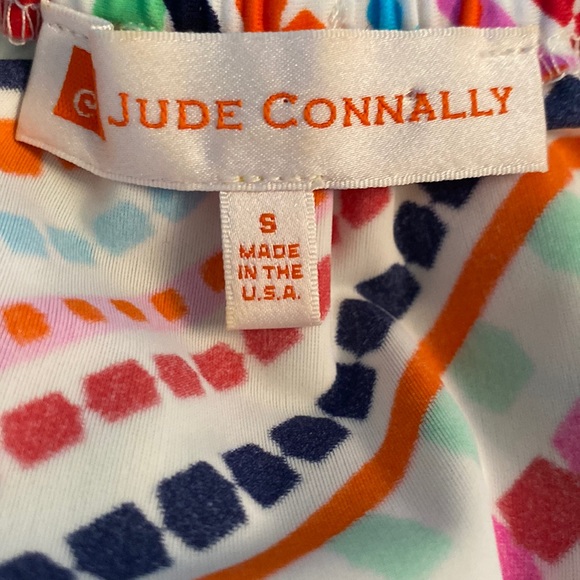 JUDE CONNALLY
S
MADE
IN THE
U.S.A.